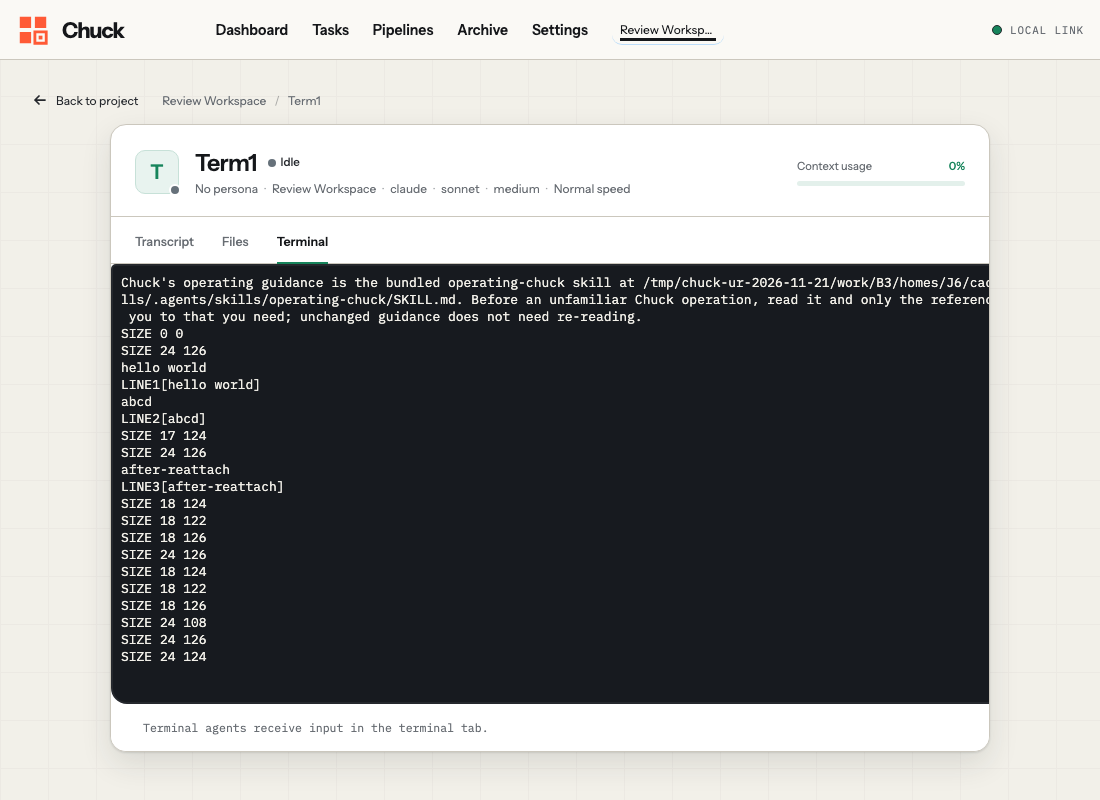 Chuck
Dashboard Tasks Pipelines Archive Settings Review Worksp... LOCAL LINK
← Back to project Review Workspace / Term1
T
Term1 Idle
No persona · Review Workspace · claude · sonnet · medium · Normal speed
Context usage 0%
Transcript Files Terminal
Chuck's operating guidance is the bundled operating-chuck skill at /tmp/chuck-ur-2026-11-21/work/B3/homes/J6/cac
lls/.agents/skills/operating-chuck/SKILL.md. Before an unfamiliar Chuck operation, read it and only the referenc
you to that you need; unchanged guidance does not need re-reading.
SIZE 0 0
SIZE 24 126
hello world
LINE1[hello world]
abcd
LINE2[abcd]
SIZE 17 124
SIZE 24 126
after-reattach
LINE3[after-reattach]
SIZE 18 124
SIZE 18 122
SIZE 18 126
SIZE 24 126
SIZE 18 124
SIZE 18 122
SIZE 18 126
SIZE 24 108
SIZE 24 126
SIZE 24 124
Terminal agents receive input in the terminal tab.